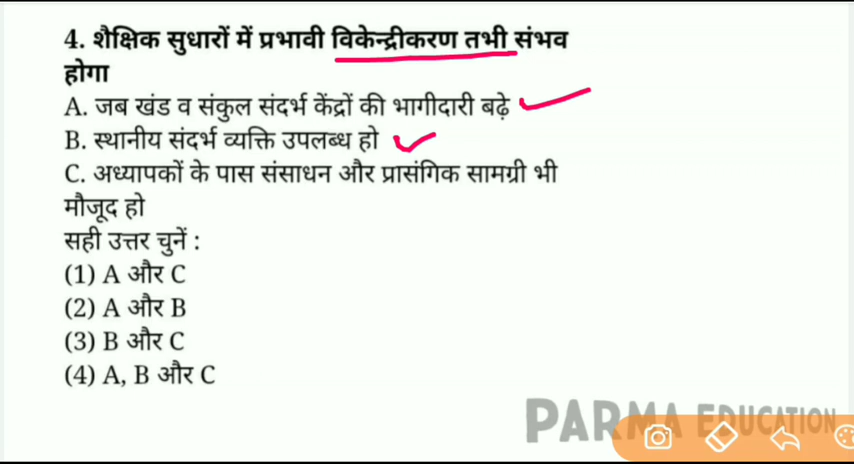 4. शैक्षिक सुधारों में प्रभावी विकेन्द्रीकरण तभी संभव
होगा
A. जब खंड व संकुल संदर्भ केंद्रों की भागीदारी बढ़े
B. स्थानीय संदर्भ व्यक्ति उपलब्ध हो
C. अध्यापकों के पास संसाधन और प्रासंगिक सामग्री भी
मौजूद हो
सही उत्तर चुनें :
(1) A और C
(2) A और B
(3) B और C
(4) A, B और C
PARMA EDUCATION